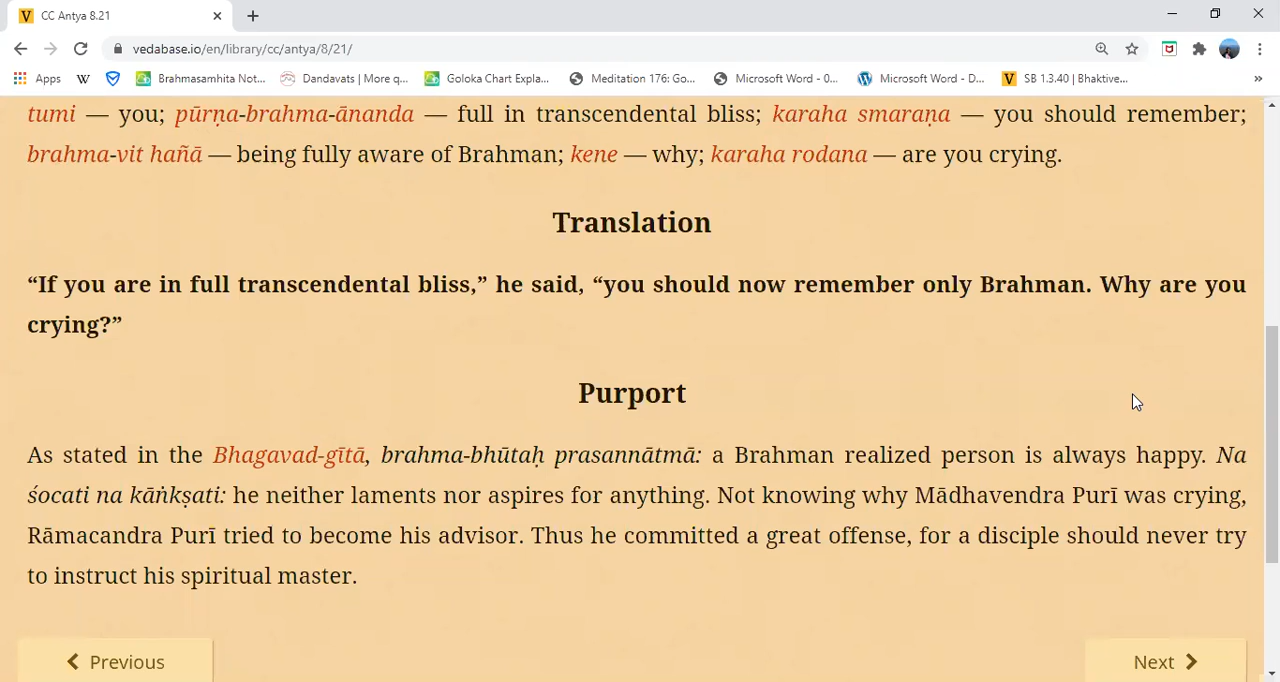 CC Antya 8.21
vedabase.io/en/library/cc/antya/8/21/
Apps W Brahmasamhita Not... Dandavats | More q... Goloka Chart Expla... Meditation 176: Go... Microsoft Word - 0... Microsoft Word - D... SB 1.3.40 | Bhaktive... »
tumi — you; pūrṇa-brahma-ānanda — full in transcendental bliss; karaha smaraṇa — you should remember;
brahma-vit hañā — being fully aware of Brahman; kene — why; karaha rodana — are you crying.
Translation
“If you are in full transcendental bliss,” he said, “you should now remember only Brahman. Why are you
crying?”
Purport
As stated in the Bhagavad-gītā, brahma-bhūtaḥ prasannātmā: a Brahman realized person is always happy. Na
śocati na kāṅkṣati: he neither laments nor aspires for anything. Not knowing why Mādhavendra Purī was crying,
Rāmacandra Purī tried to become his advisor. Thus he committed a great offense, for a disciple should never try
to instruct his spiritual master.
Previous
Next